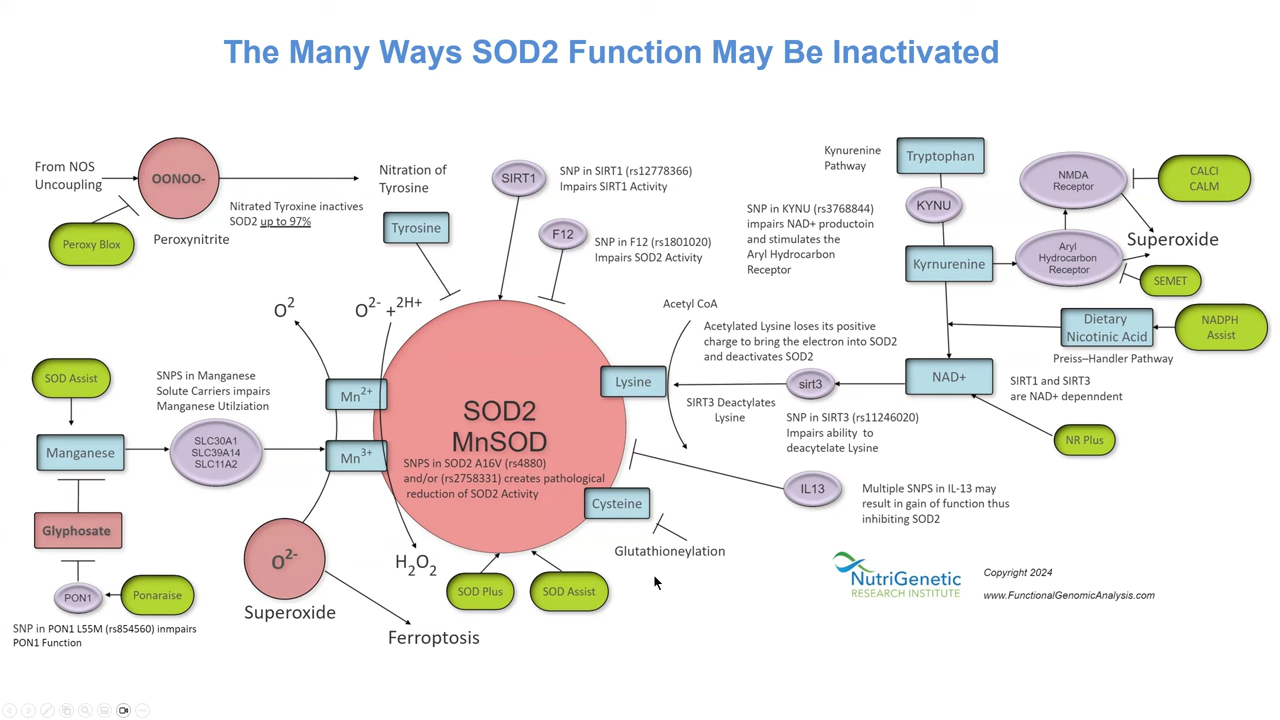 The Many Ways SOD2 Function May Be Inactivated
From NOS
Uncoupling
OONOO-
Peroxynitrite
Peroxy Blox
Nitrated Tyroxine inactives
SOD2 up to 97%
Nitration of
Tyrosine
Tyrosine
SIRT1
SNP in SIRT1 (rs12778366)
Impairs SIRT1 Activity
F12
SNP in F12 (rs1801020)
Impairs SOD2 Activity
Kynurenine
Pathway
Tryptophan
KYNU
SNP in KYNU (rs3768844)
impairs NAD+ productoin
and stimulates the
Aryl Hydrocarbon
Receptor
Kyrnurenine
NMDA
Receptor
CALCI
CALM
Superoxide
Aryl
Hydrocarbon
Receptor
SEMET
Dietary
Nicotinic Acid
NADPH
Assist
Preiss–Handler Pathway
NAD+
SIRT1 and SIRT3
are NAD+ depenndent
NR Plus
O2
O2- +2H+
Acetyl CoA
Acetylated Lysine loses its positive
charge to bring the electron into SOD2
and deactivates SOD2
Lysine
sirt3
SIRT3 Deactylates
Lysine
SNP in SIRT3 (rs11246020)
Impairs ability to
deacytelate Lysine
SOD Assist
Manganese
SNPS in Manganese
Solute Carriers impairs
Manganese Utilziation
SLC30A1
SLC39A14
SLC11A2
Mn2+
Mn3+
SOD2
MnSOD
SNPS in SOD2 A16V (rs4880)
and/or (rs2758331) creates pathological
reduction of SOD2 Activity
Cysteine
Glutathioneylation
IL13
Multiple SNPS in IL-13 may
result in gain of function thus
inhibiting SOD2
Glyphosate
PON1
Ponaraise
SNP in PON1 L55M (rs854560) inmpairs
PON1 Function
O2-
Superoxide
H2O2
Ferroptosis
SOD Plus
SOD Assist
NutriGenetic
RESEARCH INSTITUTE
Copyright 2024
www.FunctionalGenomicAnalysis.com